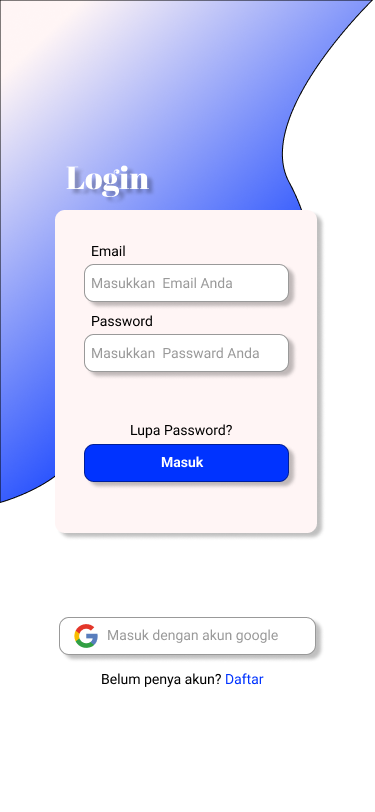 Login
Email
Masukkan  Email Anda
Password
Masukkan  Passward Anda
Lupa Password?
Masuk
Masuk dengan akun google
Belum penya akun? Daftar